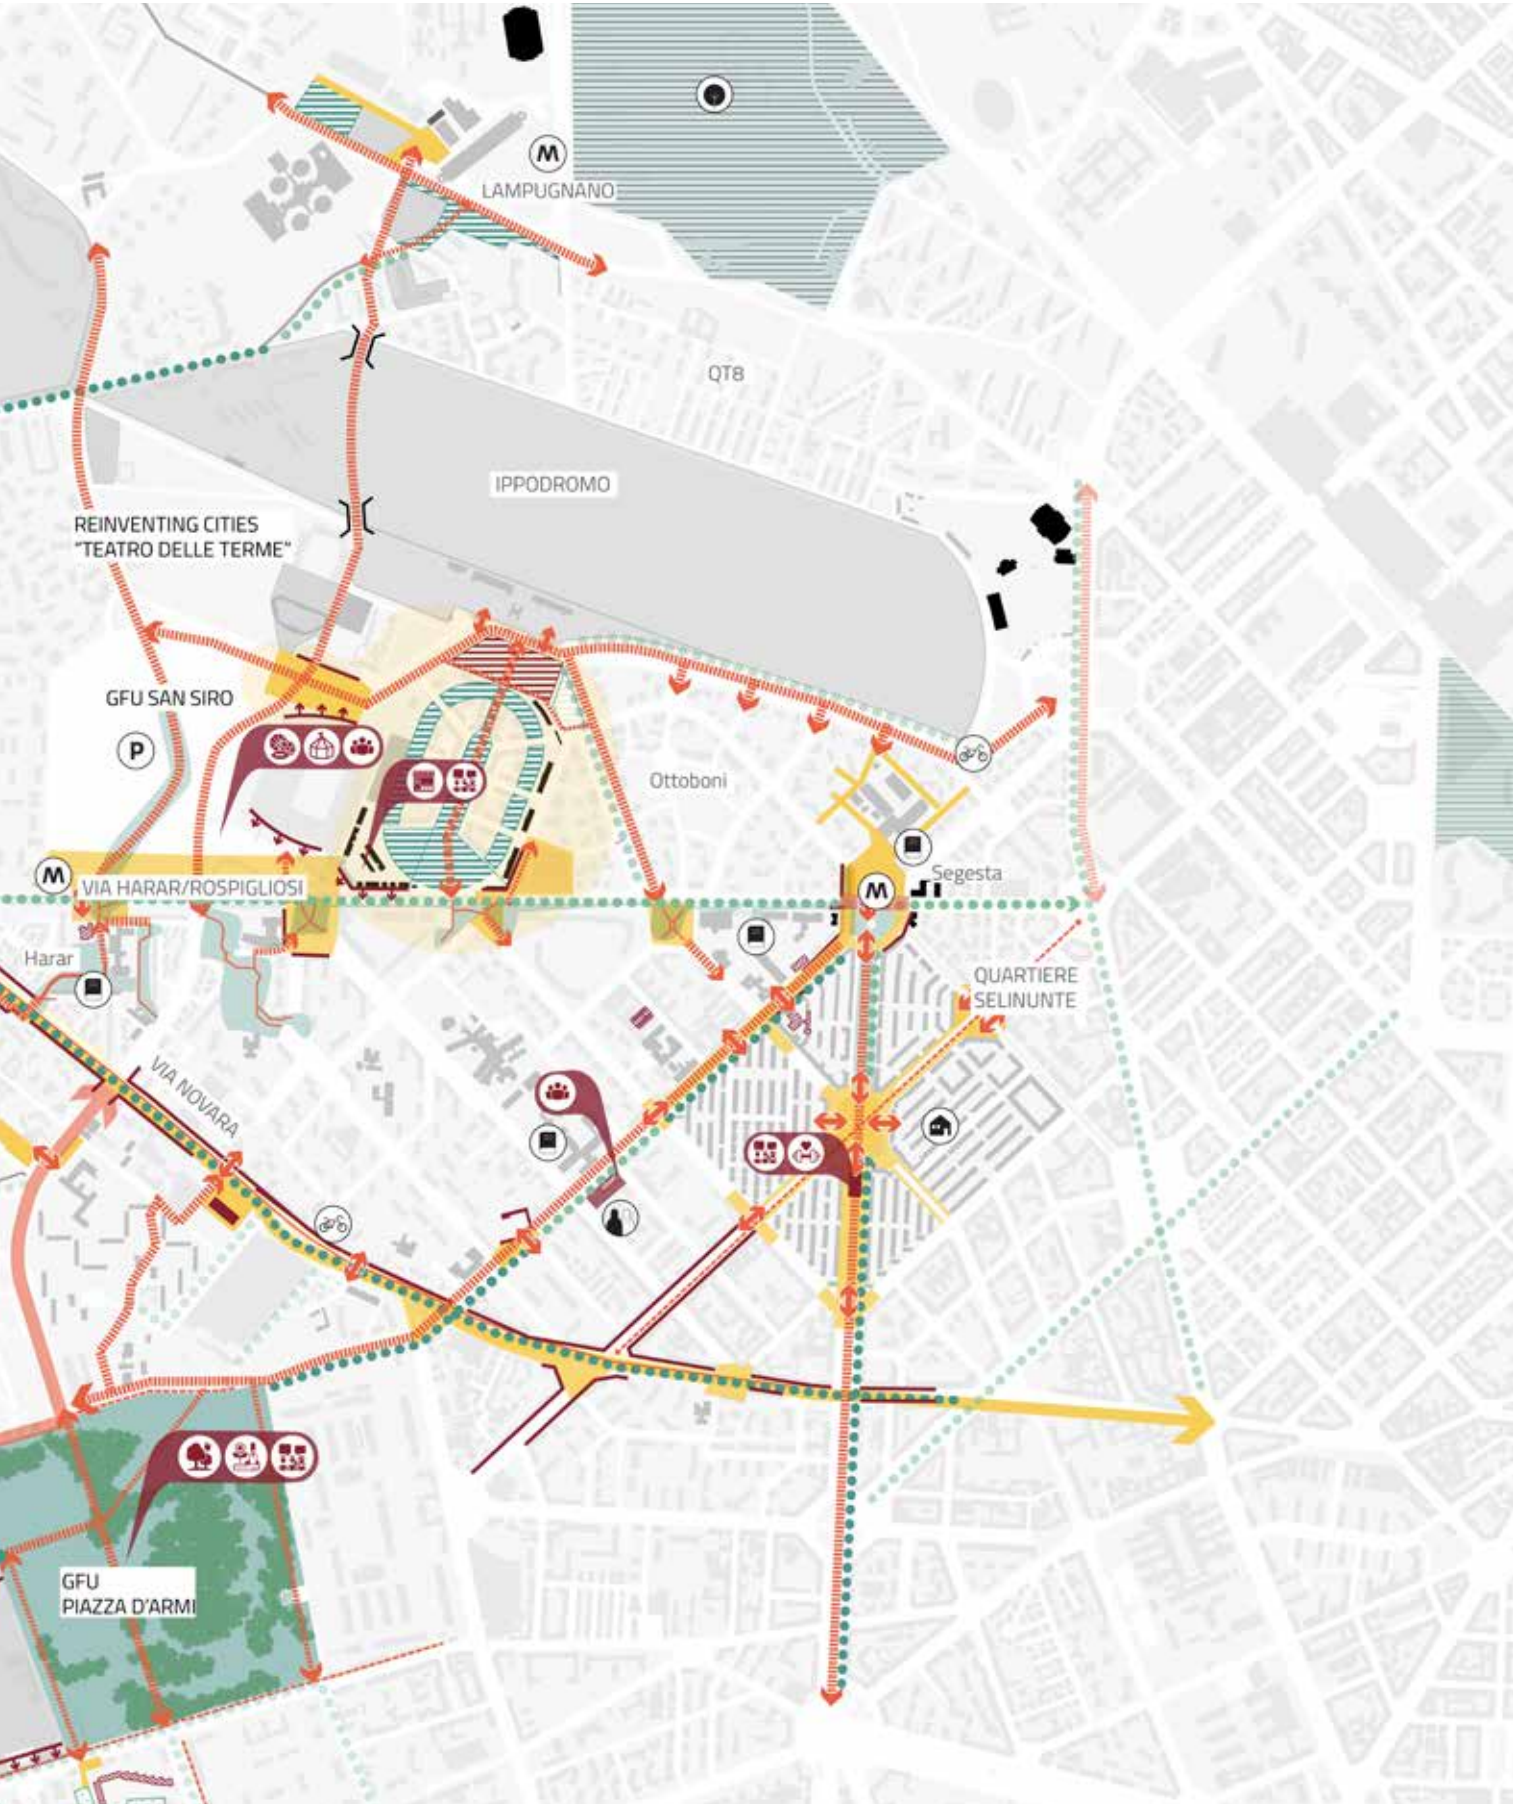 M
LAMPUGNANO
QT8
IPPODROMO
REINVENTING CITIES
"TEATRO DELLE TERME"
GFU SAN SIRO
P
Ottoboni
M
VIA HARAR/ROSPIGLIOSI
Segesta
M
Harar
QUARTIERE
SELINUNTE
VIA NOVARA
GFU
PIAZZA D'ARMI